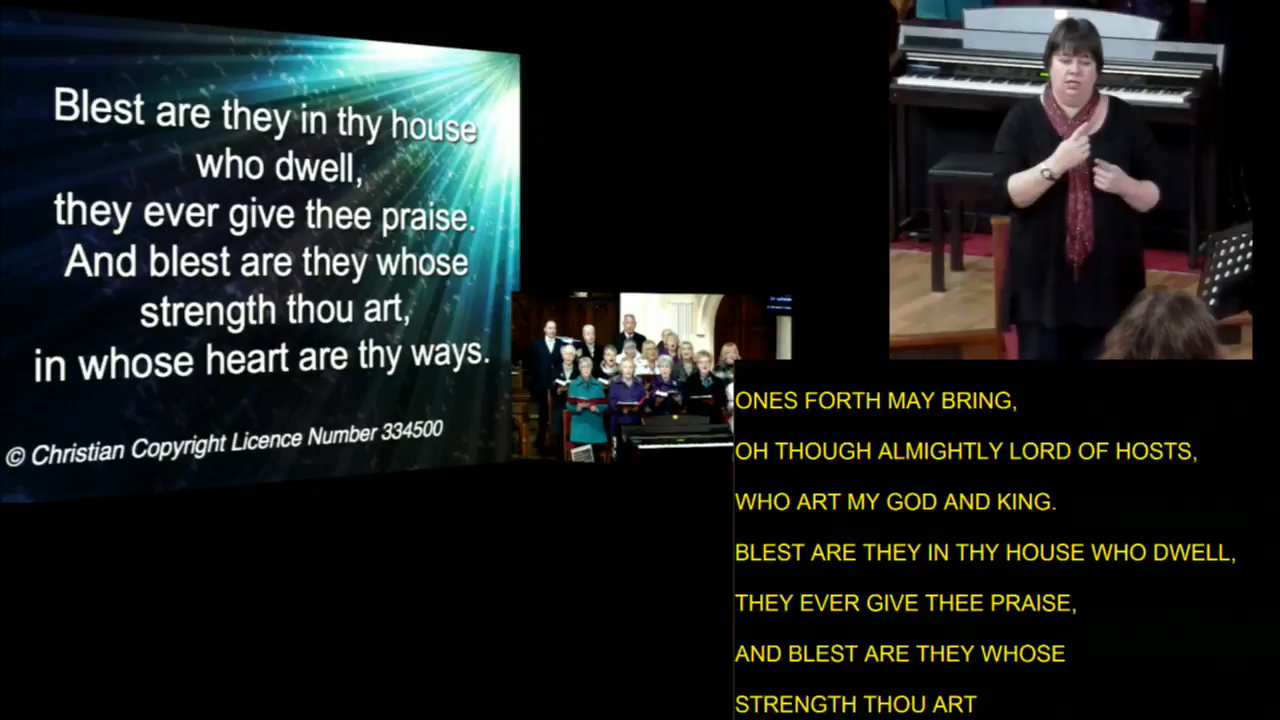 Blest are they in thy house
who dwell,
they ever give thee praise.
And blest are they whose
strength thou art,
in whose heart are thy ways.
© Christian Copyright Licence Number 334500
ONES FORTH MAY BRING,
OH THOUGH ALMIGHTLY LORD OF HOSTS,
WHO ART MY GOD AND KING.
BLEST ARE THEY IN THY HOUSE WHO DWELL,
THEY EVER GIVE THEE PRAISE,
AND BLEST ARE THEY WHOSE
STRENGTH THOU ART